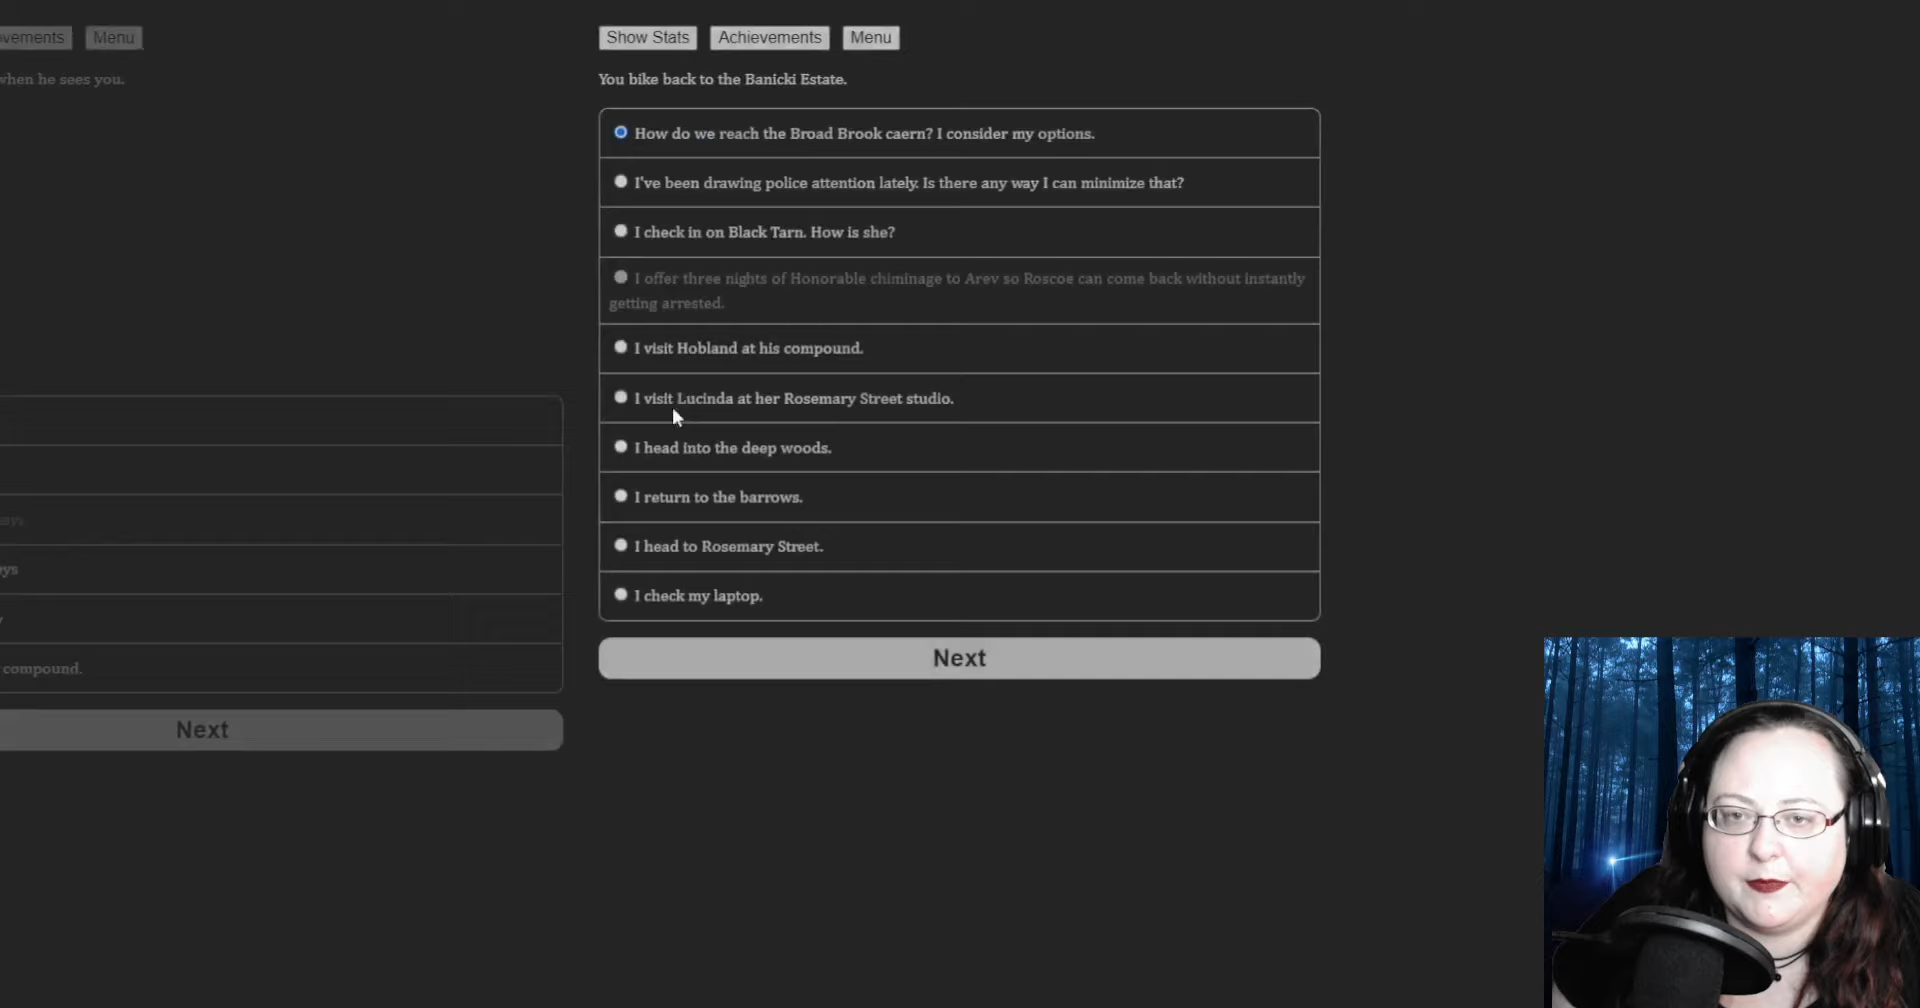 Menu
when he sees you.
compound.
Next
Show Stats
Achievements
Menu
You bike back to the Banicki Estate.
How do we reach the Broad Brook caern? I consider my options.
I've been drawing police attention lately. Is there any way I can minimize that?
I check in on Black Tarn. How is she?
I offer three nights of Honorable chiminage to Arev so Roscoe can come back without instantly
getting arrested.
I visit Hobland at his compound.
I visit Lucinda at her Rosemary Street studio.
I head into the deep woods.
I return to the barrows.
I head to Rosemary Street.
I check my laptop.
Next